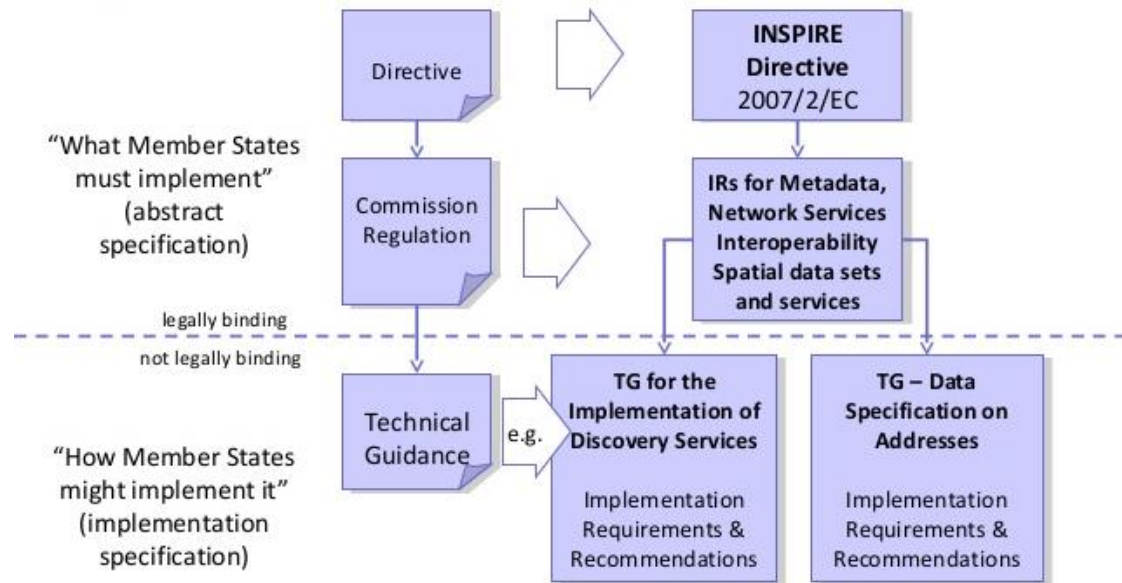 Directive
INSPIRE
Directive
2007/2/EC
“What Member States
must implement”
(abstract
specification)
Commission
Regulation
IRs for Metadata,
Network Services
Interoperability
Spatial data sets
and services
legally binding
not legally binding
“How Member States
might implement it”
(implementation
specification)
Technical
Guidance
e.g.
TG for the
Implementation of
Discovery Services
Implementation
Requirements &
Recommendations
TG – Data
Specification on
Addresses
Implementation
Requirements &
Recommendations